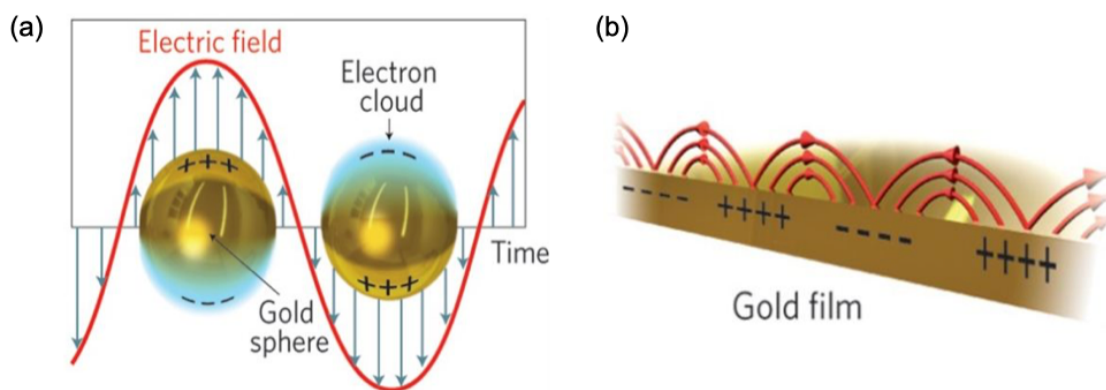 (a)
Electric field
Electron
cloud
+++
---
---
+++
Gold
sphere
Time
(b)
----
++++
----
++++
Gold film